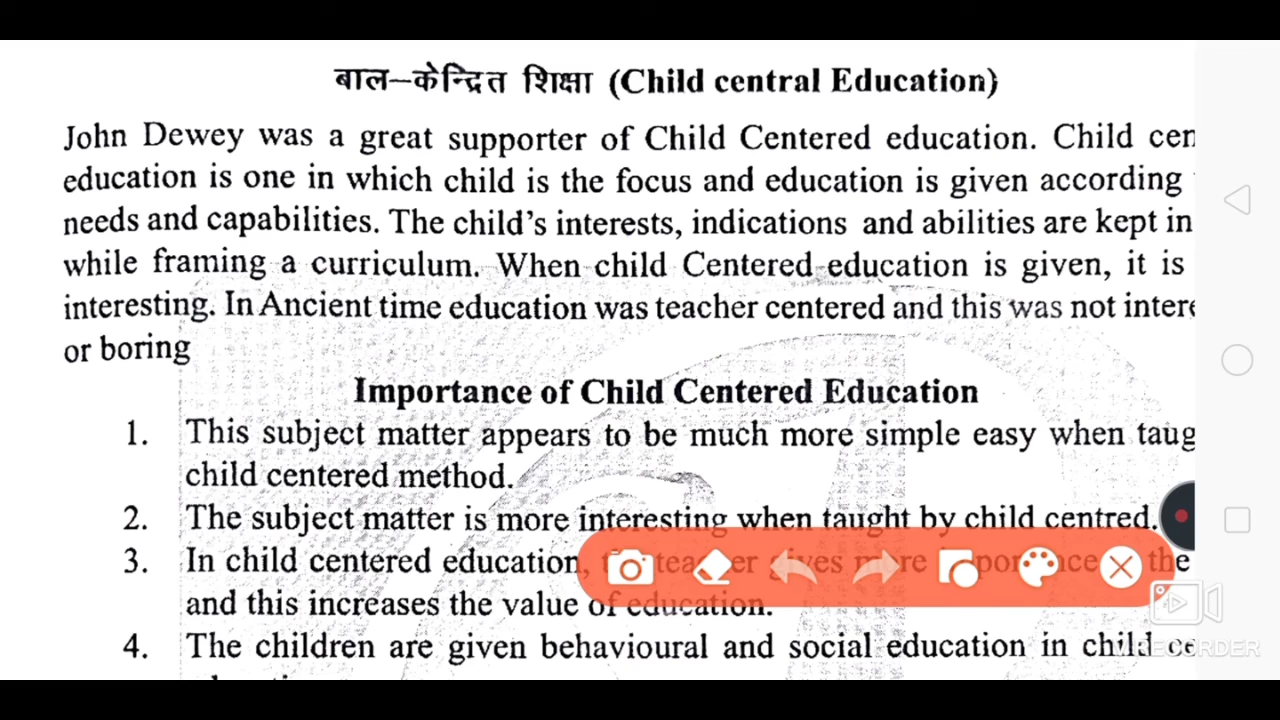 बाल–केन्द्रित शिक्षा (Child central Education)
John Dewey was a great supporter of Child Centered education. Child cen
education is one in which child is the focus and education is given according
needs and capabilities. The child's interests, indications and abilities are kept in
while framing a curriculum. When child Centered education is given, it is
interesting. In Ancient time education was teacher centered and this was not inter
or boring
Importance of Child Centered Education
1. This subject matter appears to be much more simple easy when taug
child centered method.
2. The subject matter is more interesting when taught by child centred.
3. In child centered education, teacher gives more importance the
and this increases the value of education.
4. The children are given behavioural and social education in child ce
RECORDER